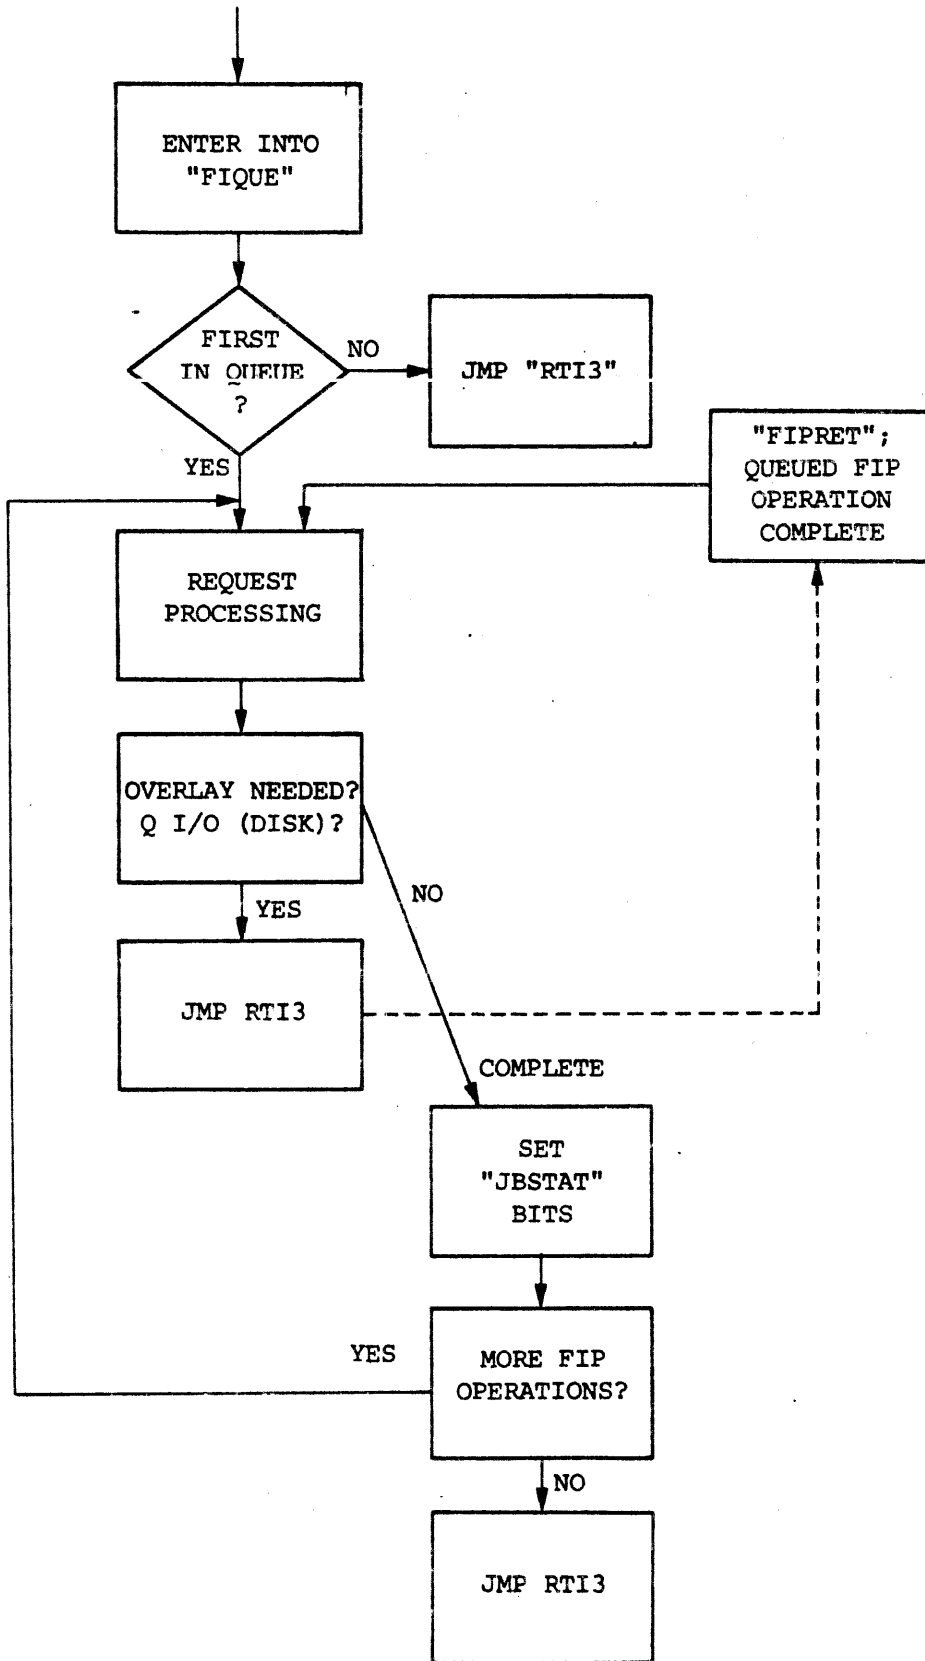 ENTER INTO
"FIQUE"
FIRST
IN QUEUE
?
NO
JMP "RTI3"
YES
"FIPRET";
QUEUED FIP
OPERATION
COMPLETE
REQUEST
PROCESSING
OVERLAY NEEDED?
Q I/O (DISK)?
NO
YES
JMP RTI3
COMPLETE
SET
"JBSTAT"
BITS
YES
MORE FIP
OPERATIONS?
NO
JMP RTI3